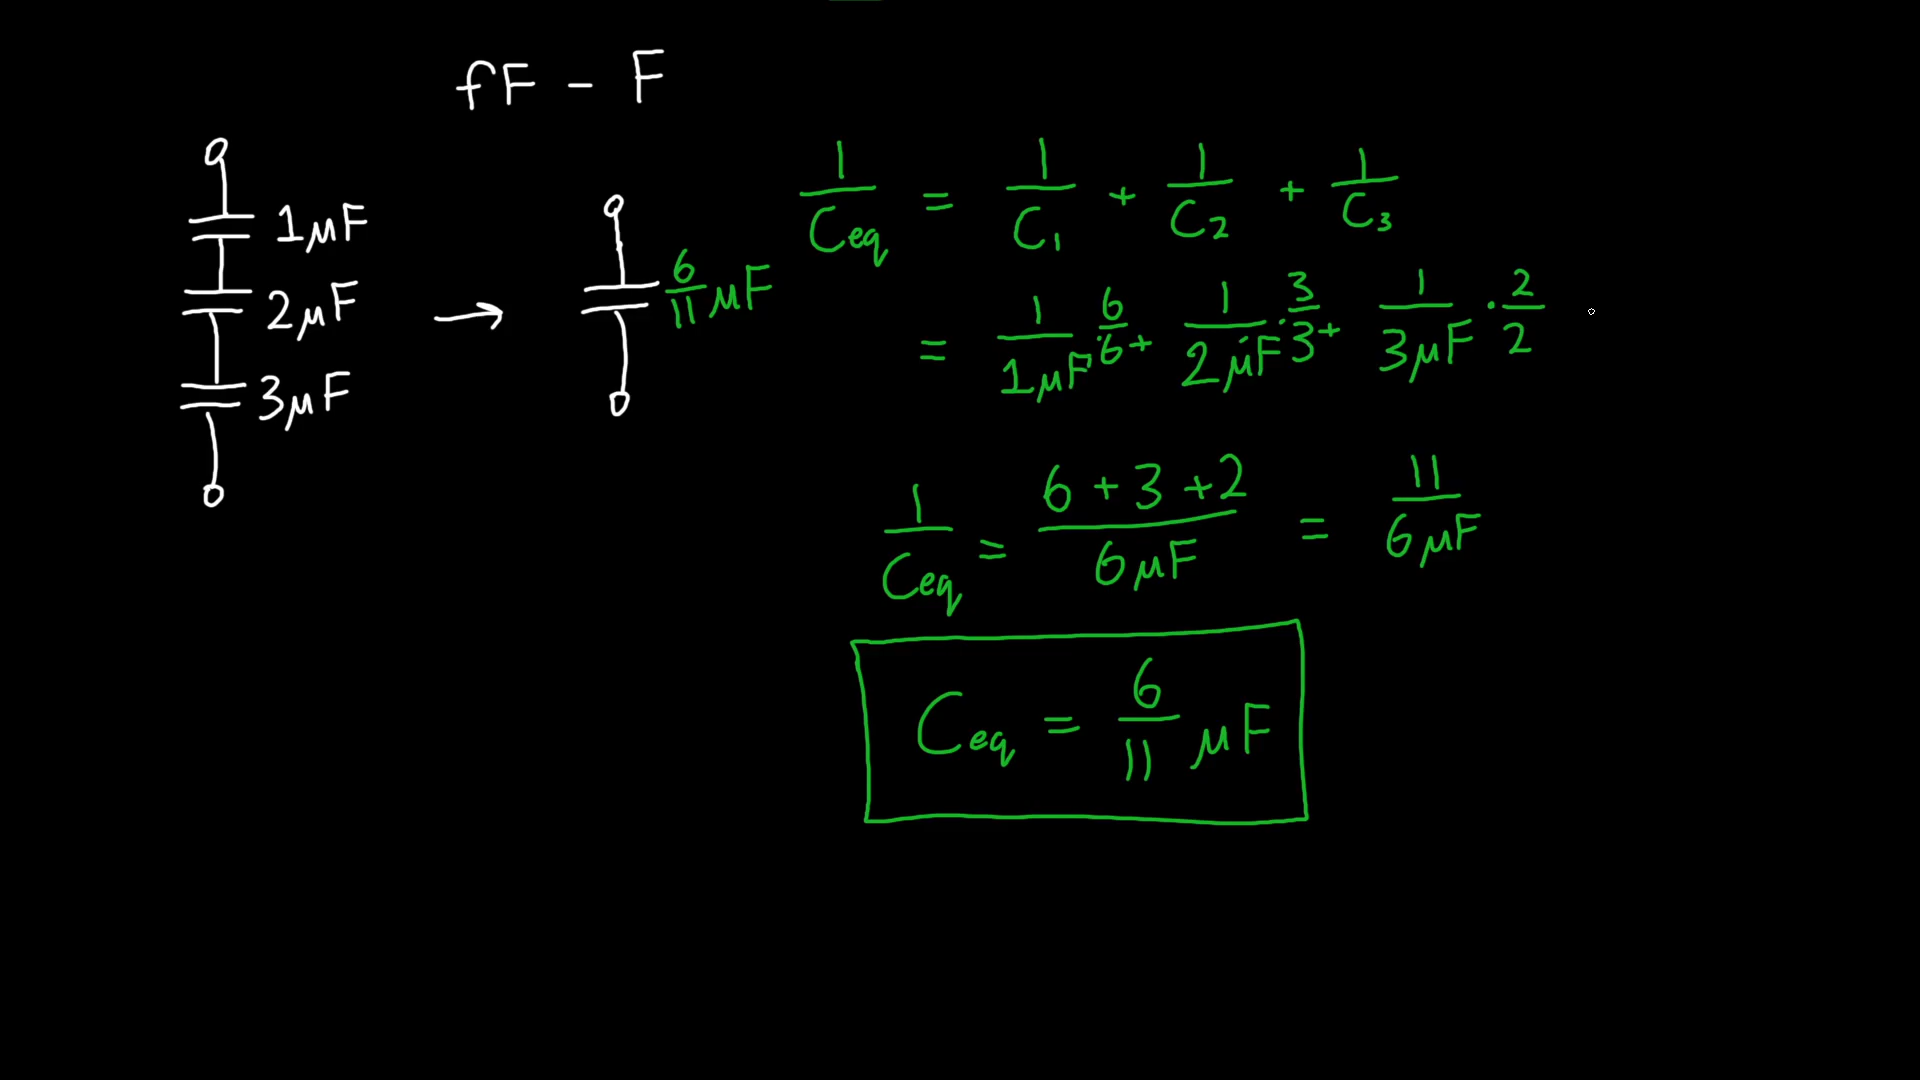 fF - F
1μF
2μF
3μF
6/11 μF
1/Ceq = 1/C₁ + 1/C₂ + 1/C₃
= 1/1μF · 6/6 + 1/2μF · 3/3 + 1/3μF · 2/2
1/Ceq = 6 + 3 + 2/6μF = 11/6μF
Ceq = 6/11 μF